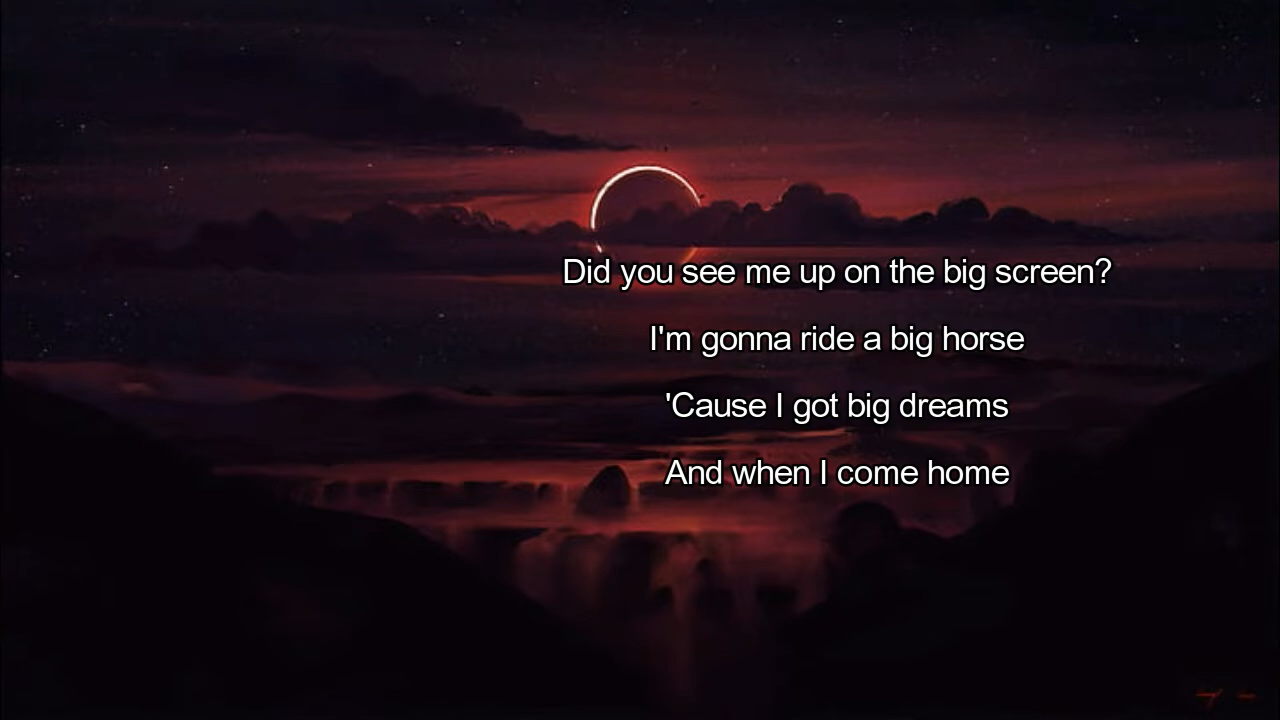 Did you see me up on the big screen?
I'm gonna ride a big horse
'Cause I got big dreams
And when I come home